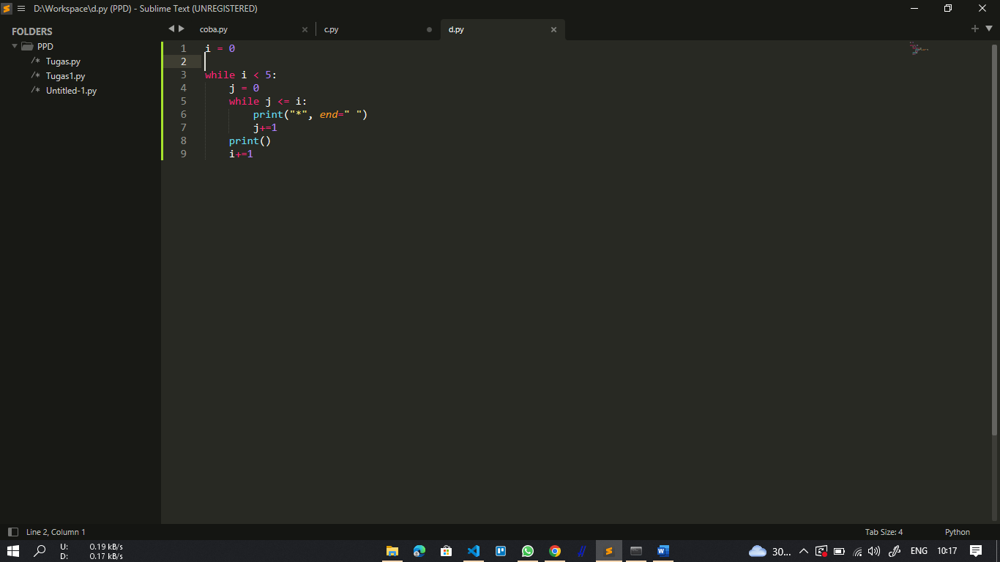 D:\Workspace\d.py (PPD) - Sublime Text (UNREGISTERED)
FOLDERS
PPD
/* Tugas.py
/* Tugas1.py
/* Untitled-1.py
coba.py × c.py d.py ×
1 i = 0
2
3 while i < 5:
4     j = 0
5     while j <= i:
6         print("*", end=" ")
7         j+=1
8     print()
9     i+=1
Line 2, Column 1
Tab Size: 4 Python
U: 0.19 kB/s
D: 0.17 kB/s
30... ENG 10:17